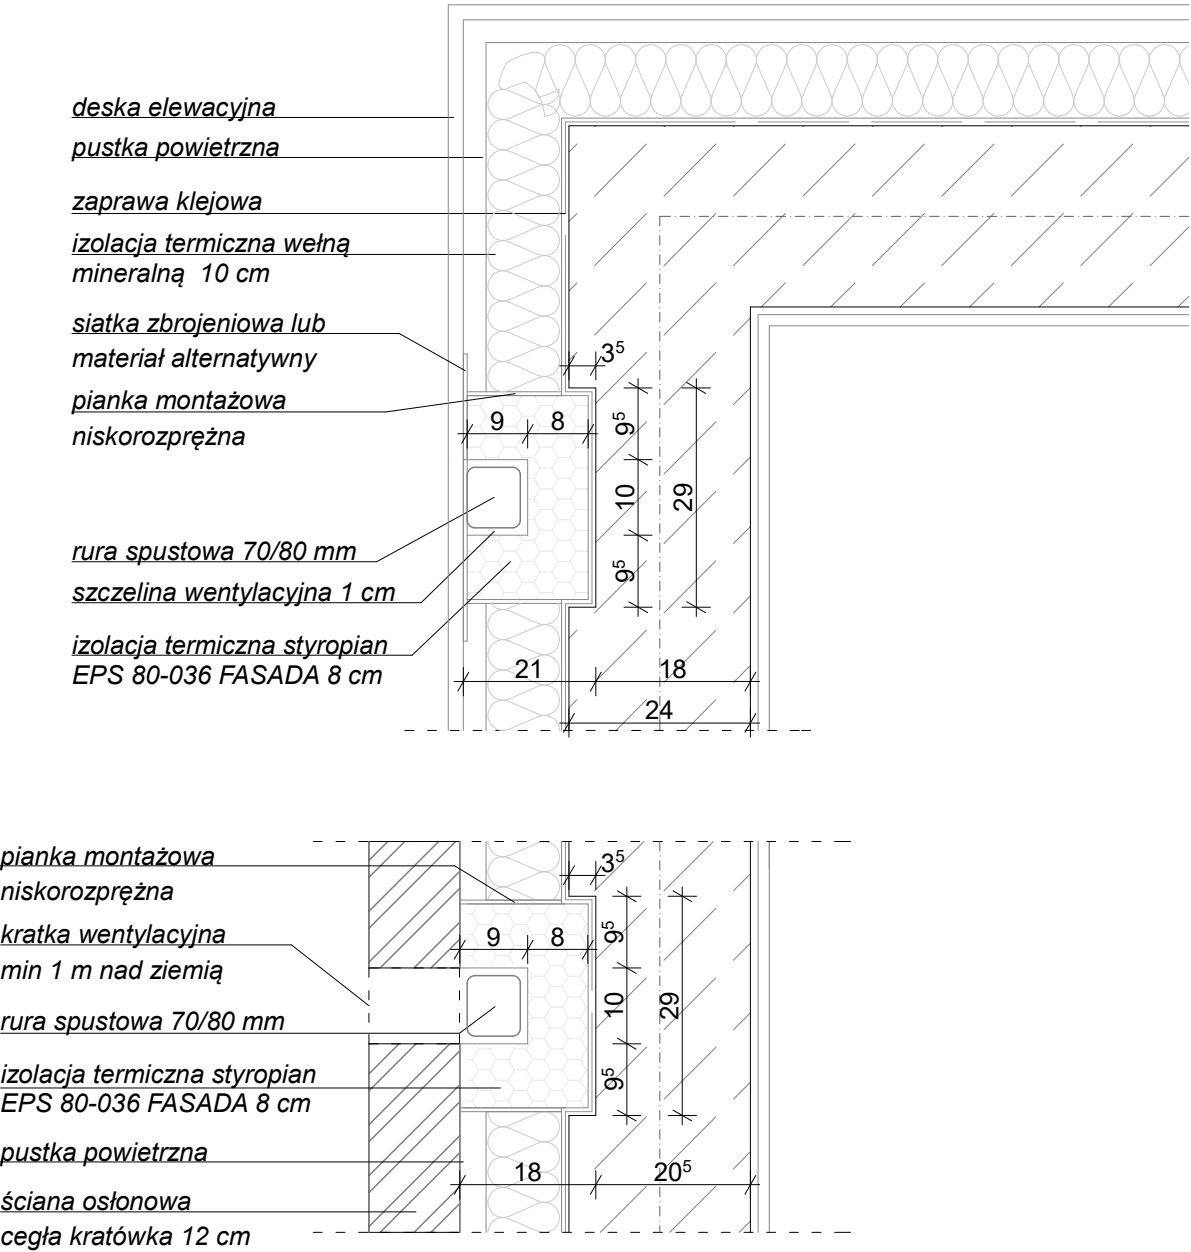 deska elewacyjna
pustka powietrzna
zaprawa klejowa
izolacja termiczna wełną
mineralną 10 cm
siatka zbrojeniowa lub
materiał alternatywny
pianka montażowa
niskorozprężna
rura spustowa 70/80 mm
szczelina wentylacyjna 1 cm
izolacja termiczna styropian
EPS 80-036 FASADA 8 cm
3⁵
9 8
9⁵
10
29
9⁵
21 18
24
pianka montażowa
niskorozprężna
kratka wentylacyjna
min 1 m nad ziemią
rura spustowa 70/80 mm
izolacja termiczna styropian
EPS 80-036 FASADA 8 cm
pustka powietrzna
ściana osłonowa
cegła kratówka 12 cm
3⁵
9 8
9⁵
10
29
9⁵
18 20⁵